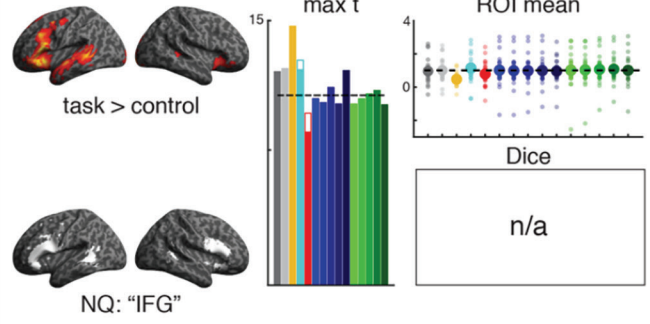 max t
ROI mean
15
4
0
task > control
Dice
n/a
NQ: “IFG”